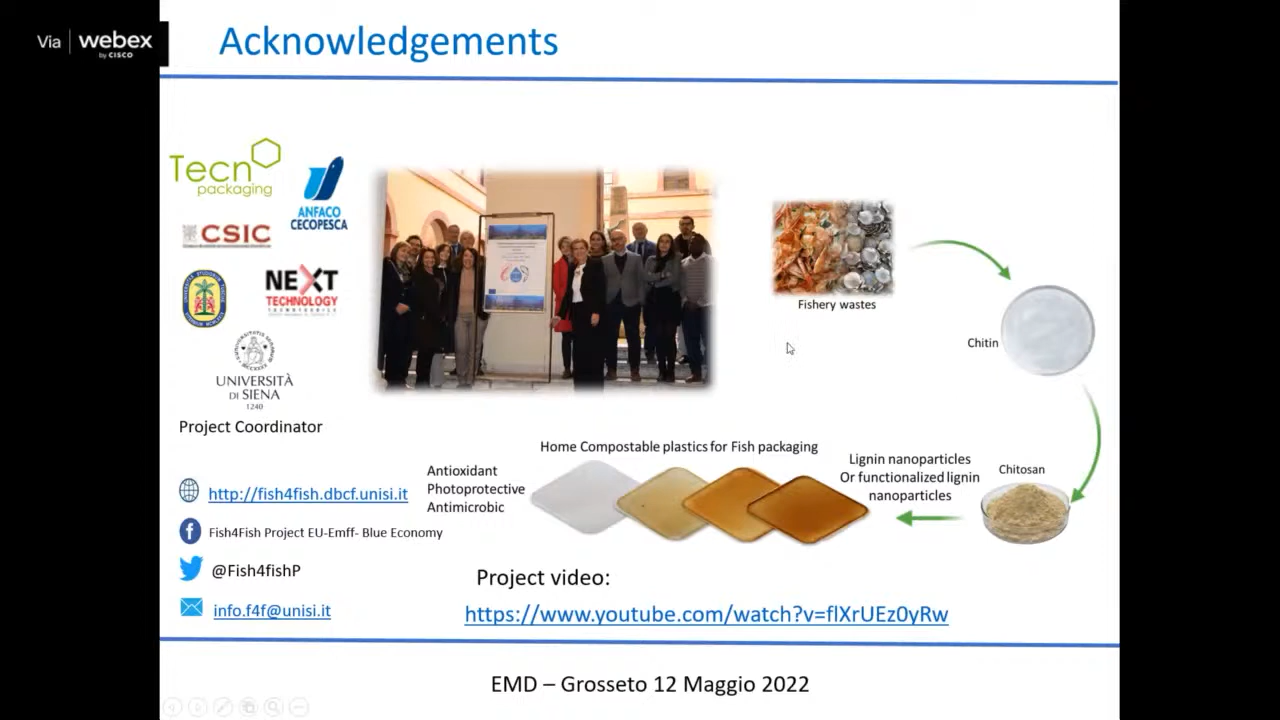 Via webex
by CISCO
Acknowledgements
Tecno
packaging
ANFACO
CECOPESCA
CSIC
NEXT
TECHNOLOGY
TECNOTESSILE
UNIVERSITÀ
DI SIENA
1240
Project Coordinator
Fishery wastes
Chitin
Chitosan
Lignin nanoparticles
Or functionalized lignin
nanoparticles
Home Compostable plastics for Fish packaging
Antioxidant
Photoprotective
Antimicrobic
http://fish4fish.dbcf.unisi.it
Fish4Fish Project EU-Emff- Blue Economy
@Fish4fishP
info.f4f@unisi.it
Project video:
https://www.youtube.com/watch?v=flXrUEz0yRw
EMD – Grosseto 12 Maggio 2022